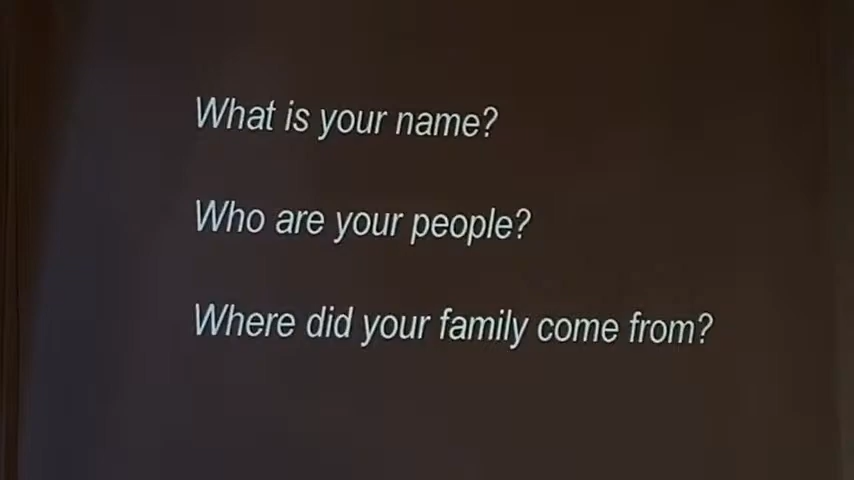 What is your name?
Who are your people?
Where did your family come from?